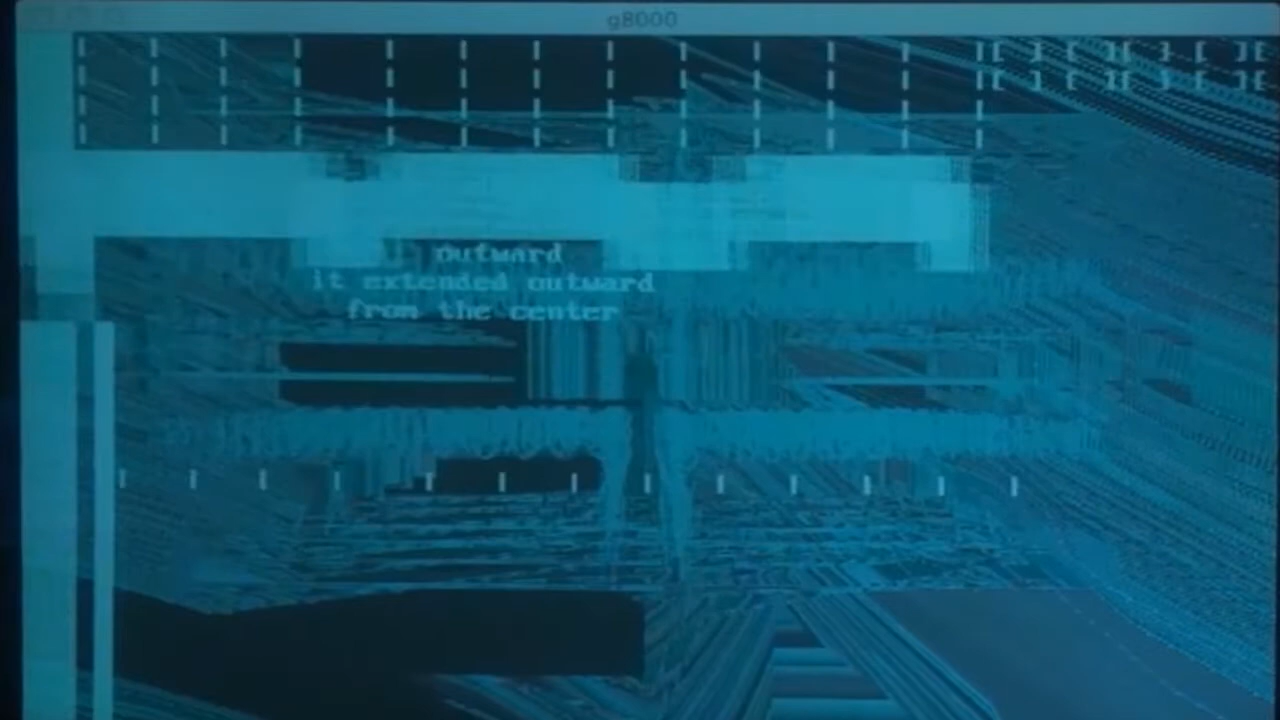 g8000
[ ] [ ][ ] [ ][
[ ] [ ][ ] [ ][
outward
it extended outward
from the center